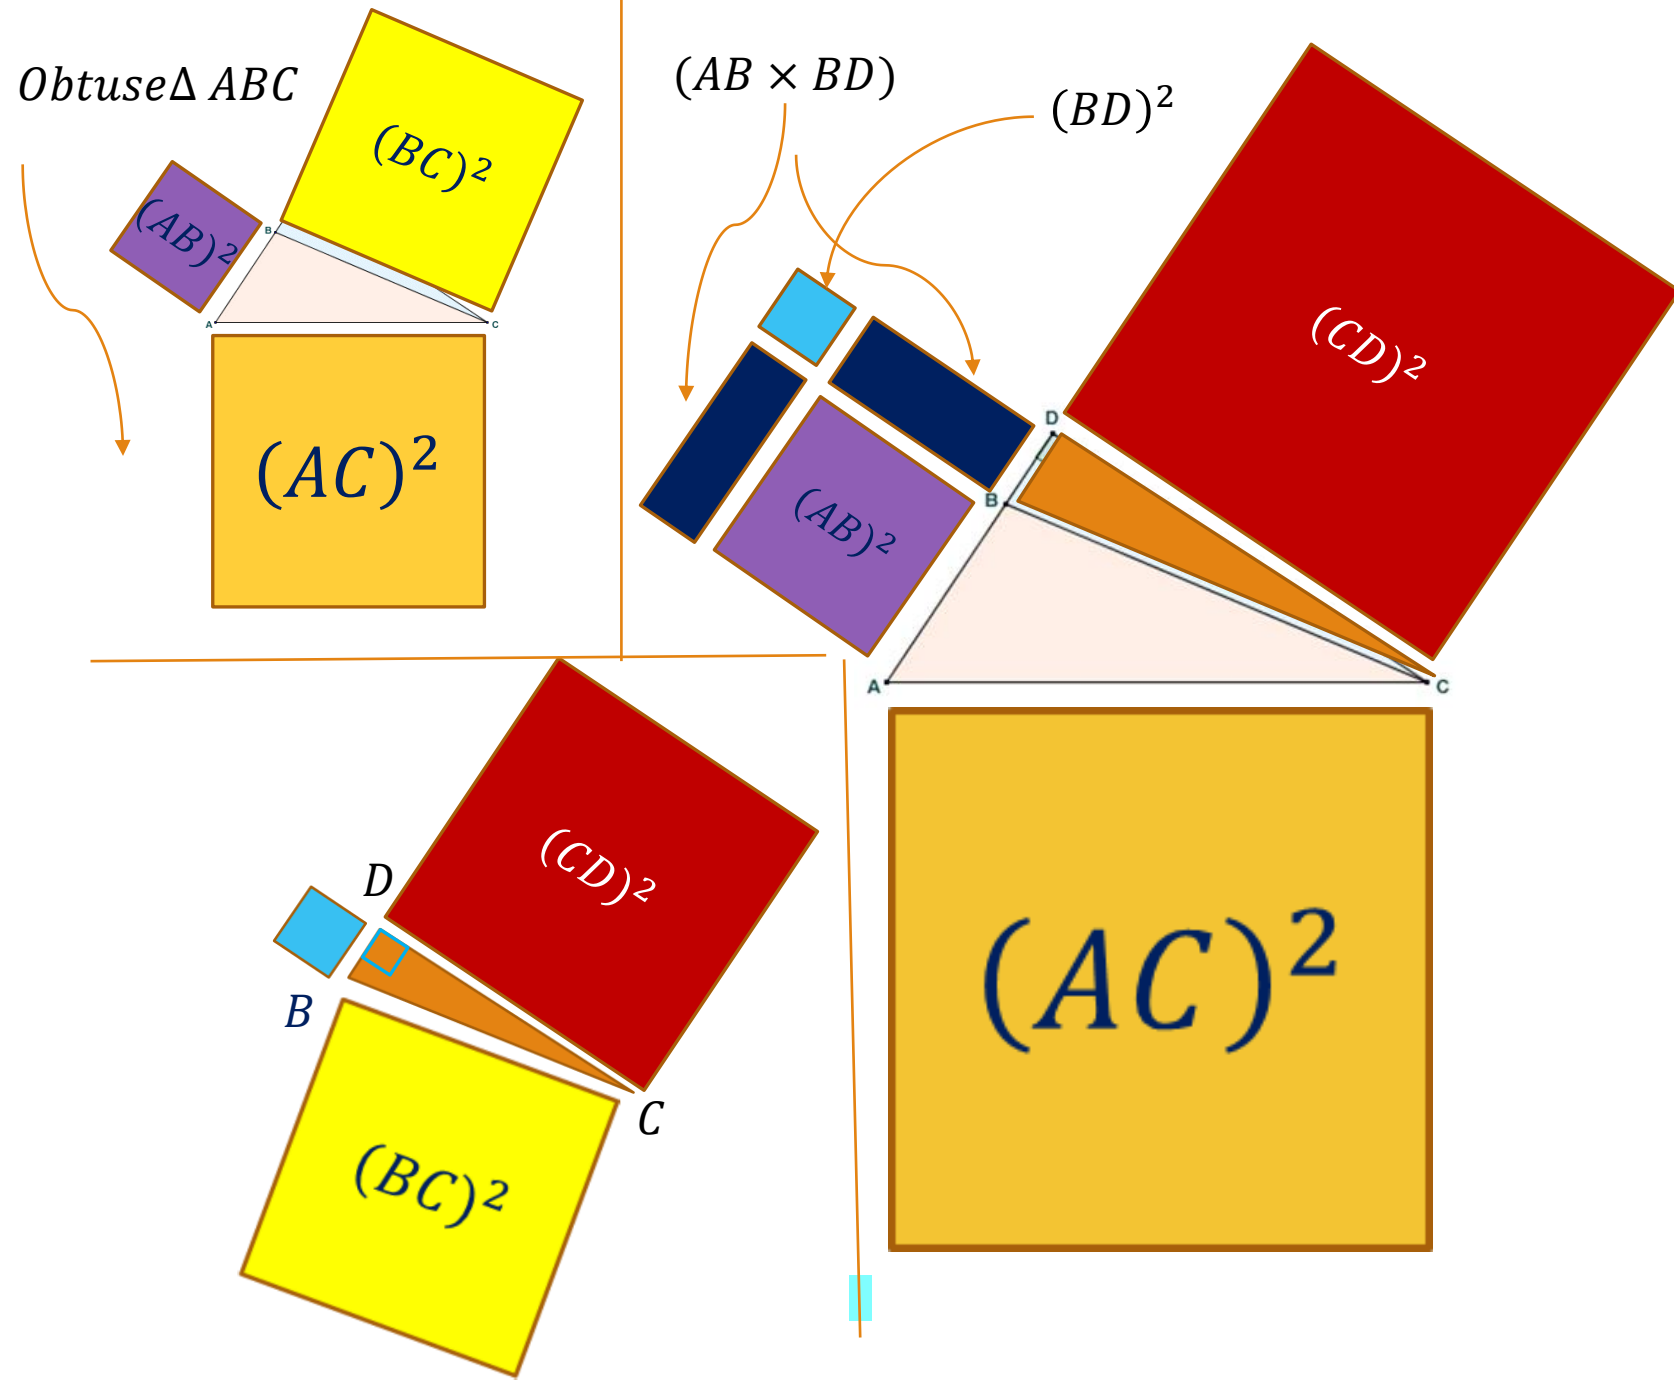 ObtuseΔ ABC
(BC)²
(AB)²
B
A
C
(AC)²
(AB × BD)
(BD)²
(CD)²
D
B
(AB)²
A
C
(AC)²
(CD)²
D
B
C
(BC)²